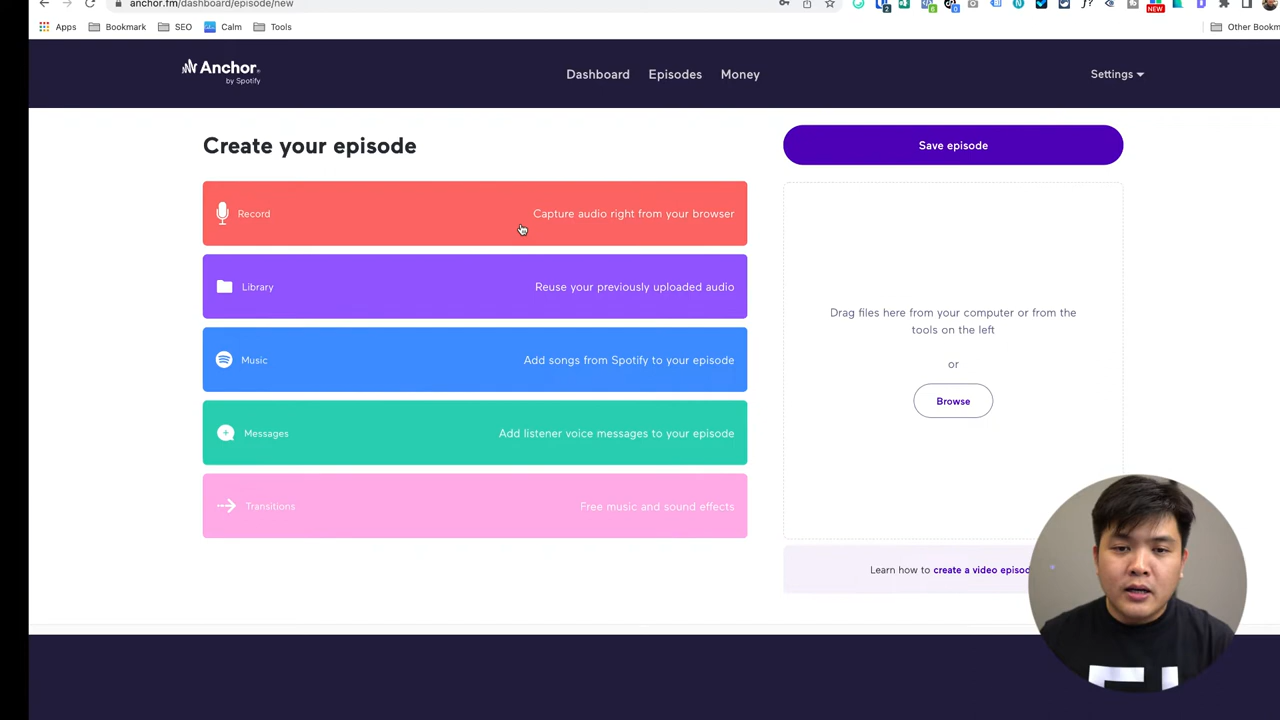 anchor.fm/dashboard/episode/new
Apps
Bookmark
SEO
Calm
Tools
Other Bookm
NEW
Anchor
by Spotify
Dashboard
Episodes
Money
Settings
Create your episode
Save episode
Record
Capture audio right from your browser
Library
Reuse your previously uploaded audio
Music
Add songs from Spotify to your episode
Messages
Add listener voice messages to your episode
Transitions
Free music and sound effects
Drag files here from your computer or from the
tools on the left
or
Browse
Learn how to create a video episod